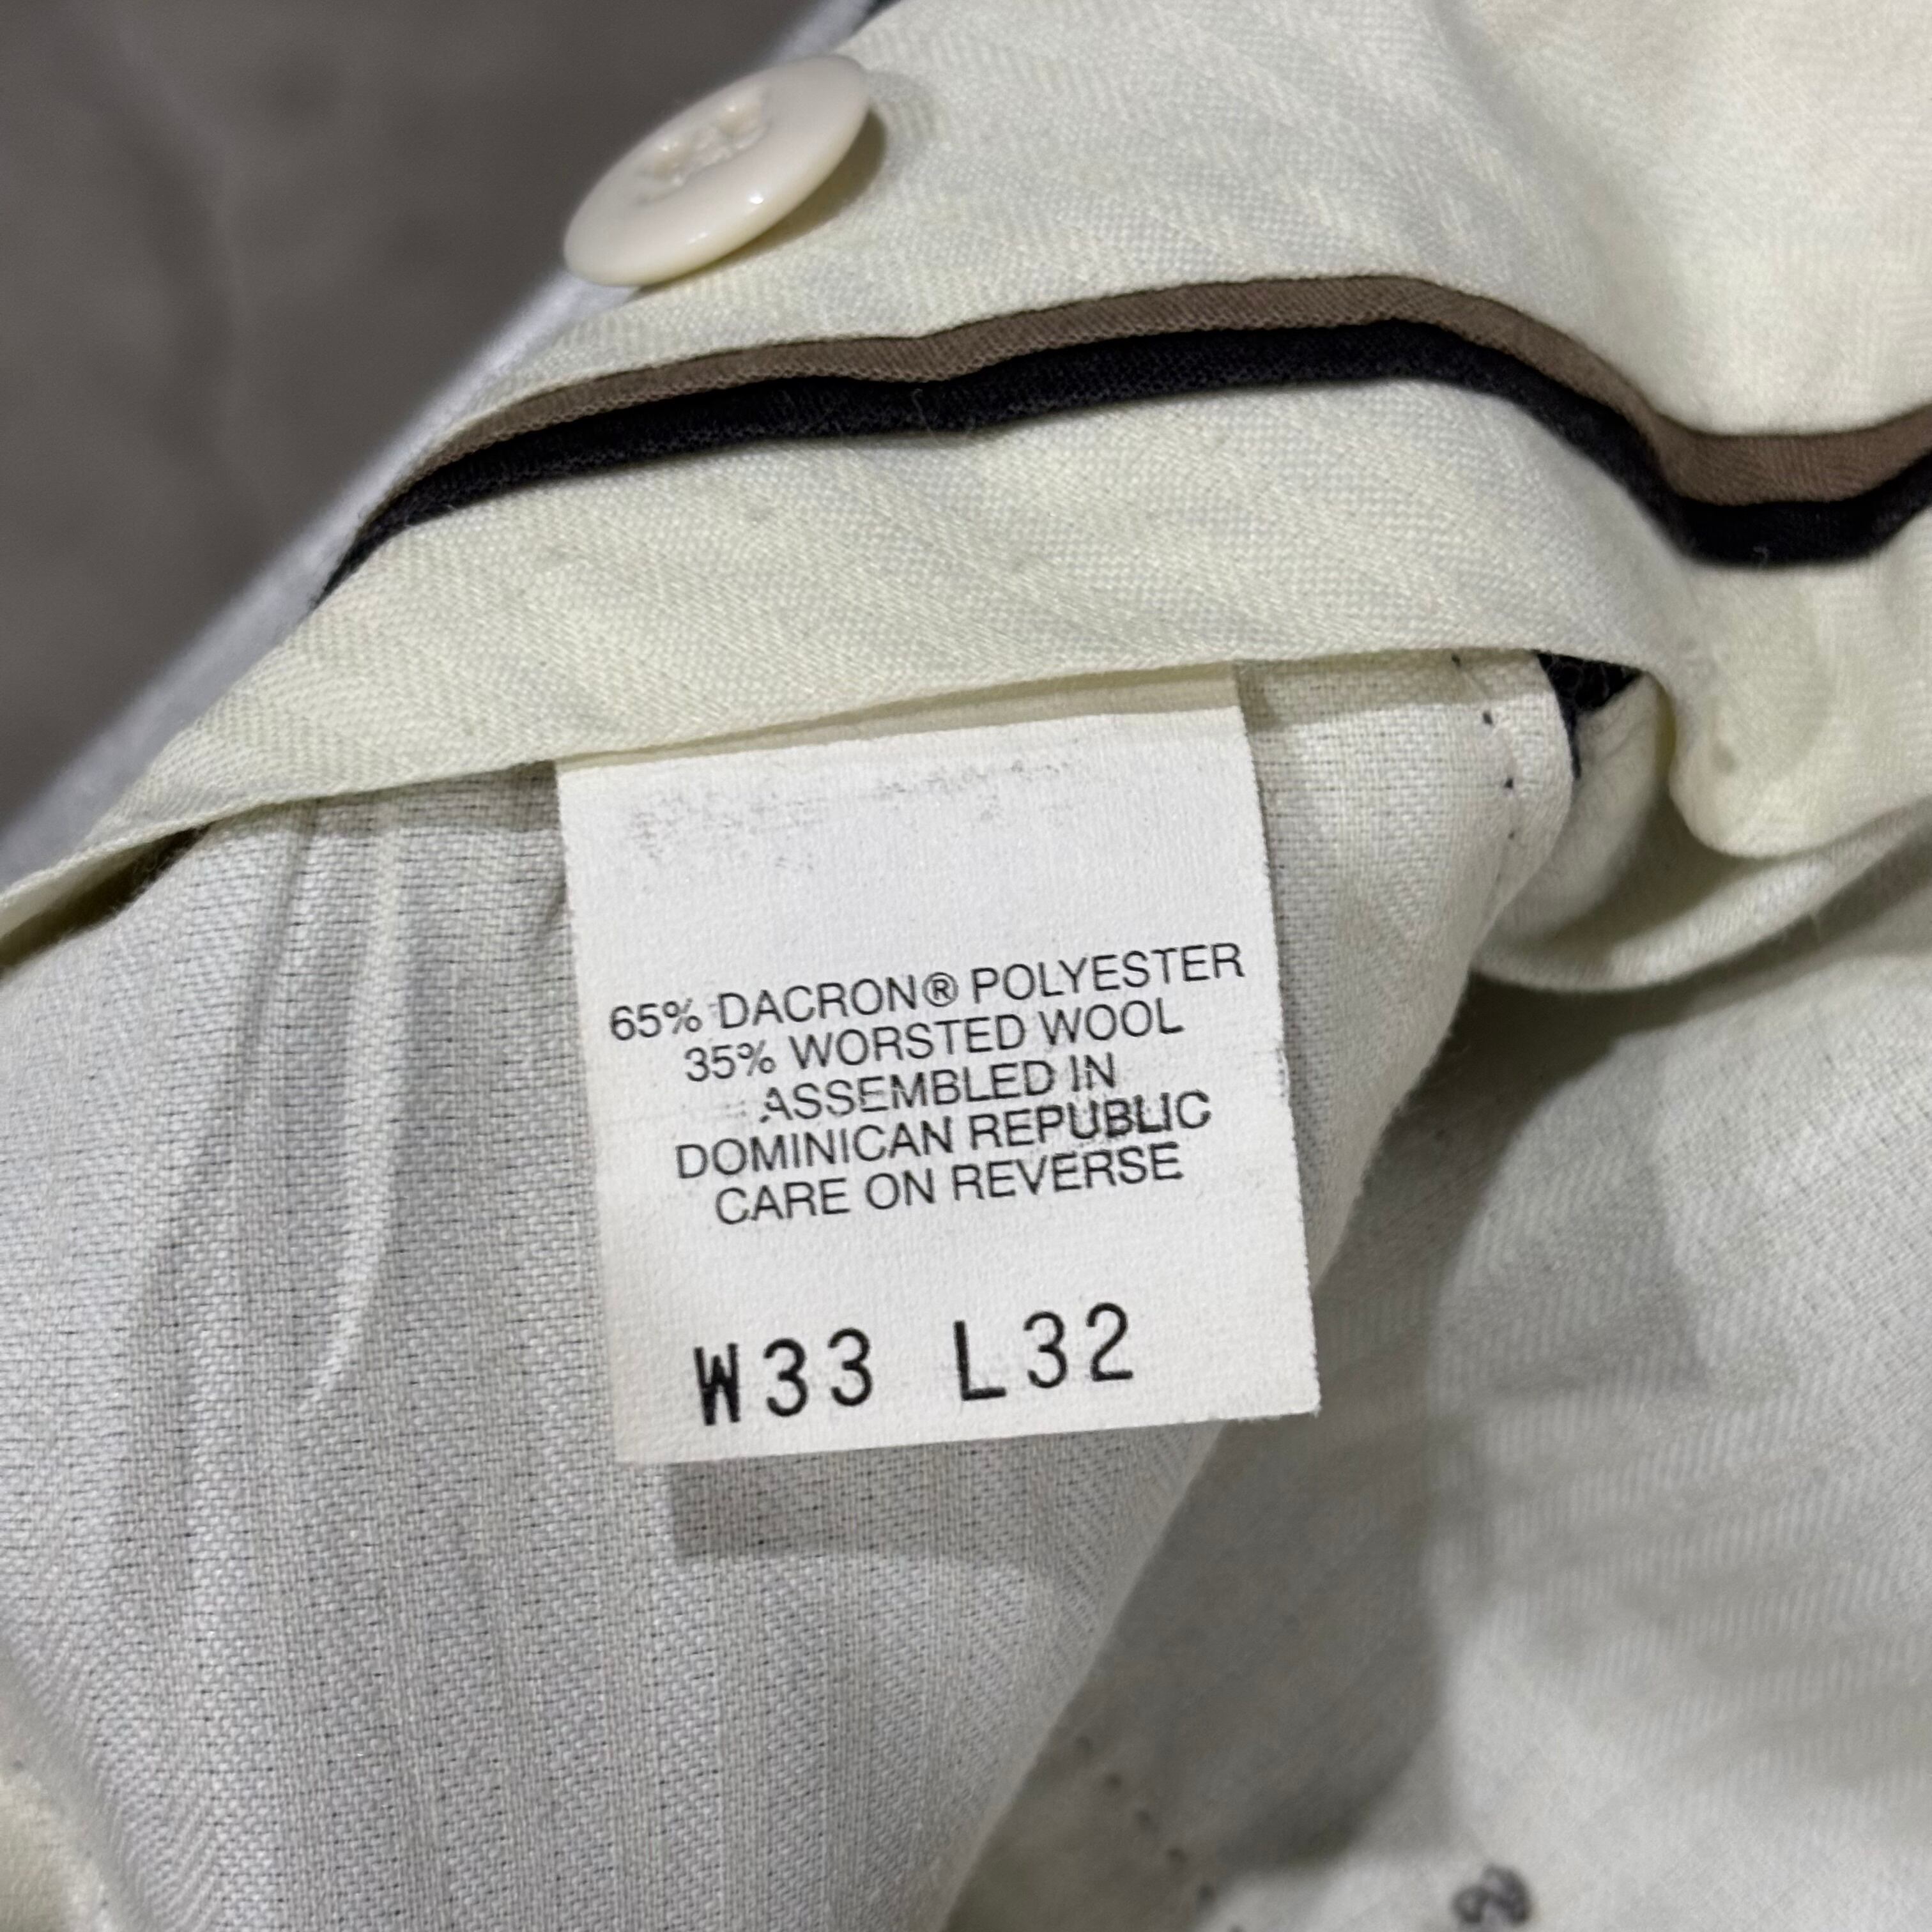 65% DACRON® POLYESTER
35% WORSTED WOOL
ASSEMBLED IN
DOMINICAN REPUBLIC
CARE ON REVERSE
W33 L32